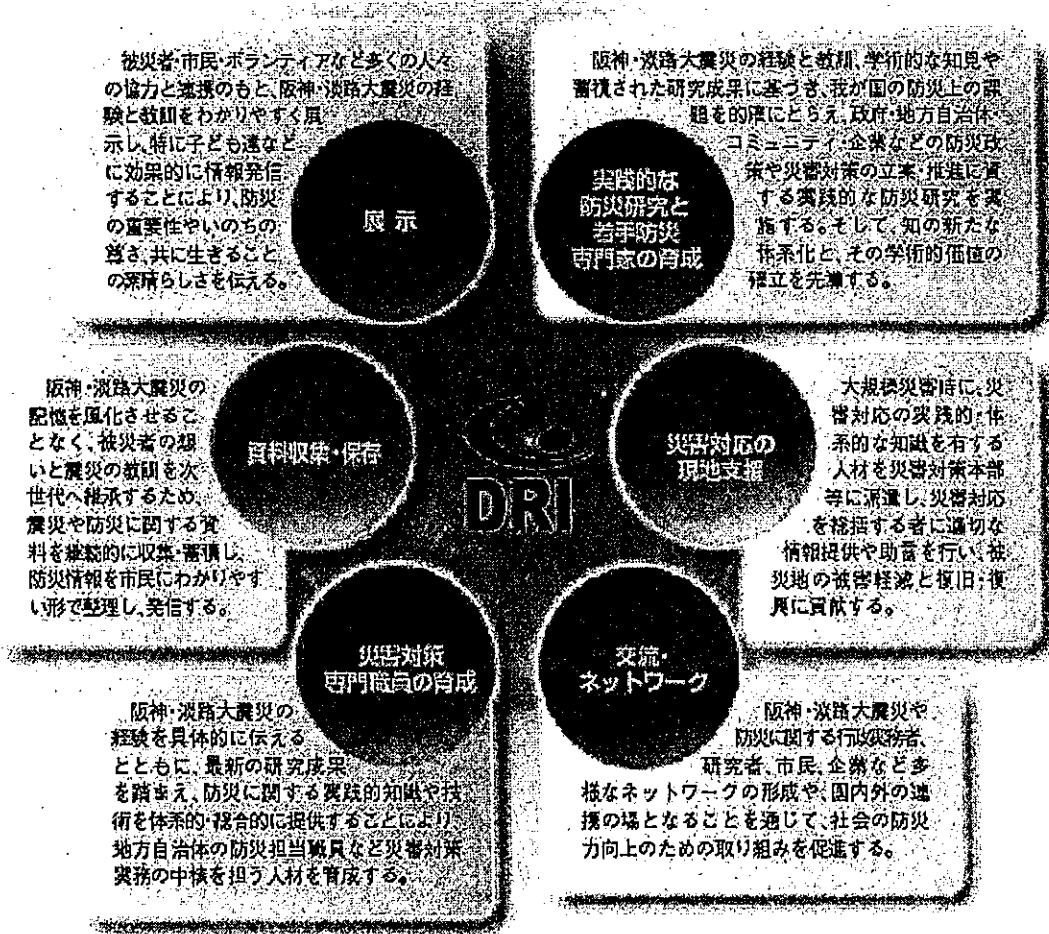 被災者・市民・ボランティアなど多くの人々
の協力と連携のもと、阪神・淡路大震災の経
験と教訓をわかりやすく展
示し、特に子ども達など
に効果的に情報発信
することにより、防災
の重要性やいのちの
尊さ、共に生きること
の素晴らしさを伝える。
展 示
阪神・淡路大震災の経験と教訓、学術的な知見や
蓄積された研究成果に基づき、我が国の防災上の課
題を的確にとらえ、政府・地方自治体・
コミュニティ・企業などの防災政
策や災害対策の立案・推進に資
する実践的な防災研究を実
施する。そして、知の新たな
体系化と、その学術的価値の
確立を先導する。
実践的な
防災研究と
若手防災
専門家の育成
阪神・淡路大震災の
記憶を風化させるこ
となく、被災者の想
いと震災の教訓を次
世代へ継承するため、
震災や防災に関する資
料を継続的に収集・蓄積し、
防災情報を市民にわかりやす
い形で整理し、発信する。
資料収集・保存
DRI
災害対応の
現地支援
大規模災害時に、災
害対応の実践的・体
系的な知識を有する
人材を災害対策本部
等に派遣し、災害対応
を統括する者に適切な
情報提供や助言を行い、被
災地の被害軽減と復旧・復
興に貢献する。
災害対策
専門職員の育成
阪神・淡路大震災の
経験を具体的に伝える
とともに、最新の研究成果
を踏まえ、防災に関する実践的知識や技
術を体系的・総合的に提供することにより、
地方自治体の防災担当職員など災害対策
実務の中核を担う人材を育成する。
交流・
ネットワーク
阪神・淡路大震災や
防災に関する行政実務者、
研究者、市民、企業など多
様なネットワークの形成や、国内外の連
携の場となることを通じて、社会の防災
力向上のための取り組みを促進する。